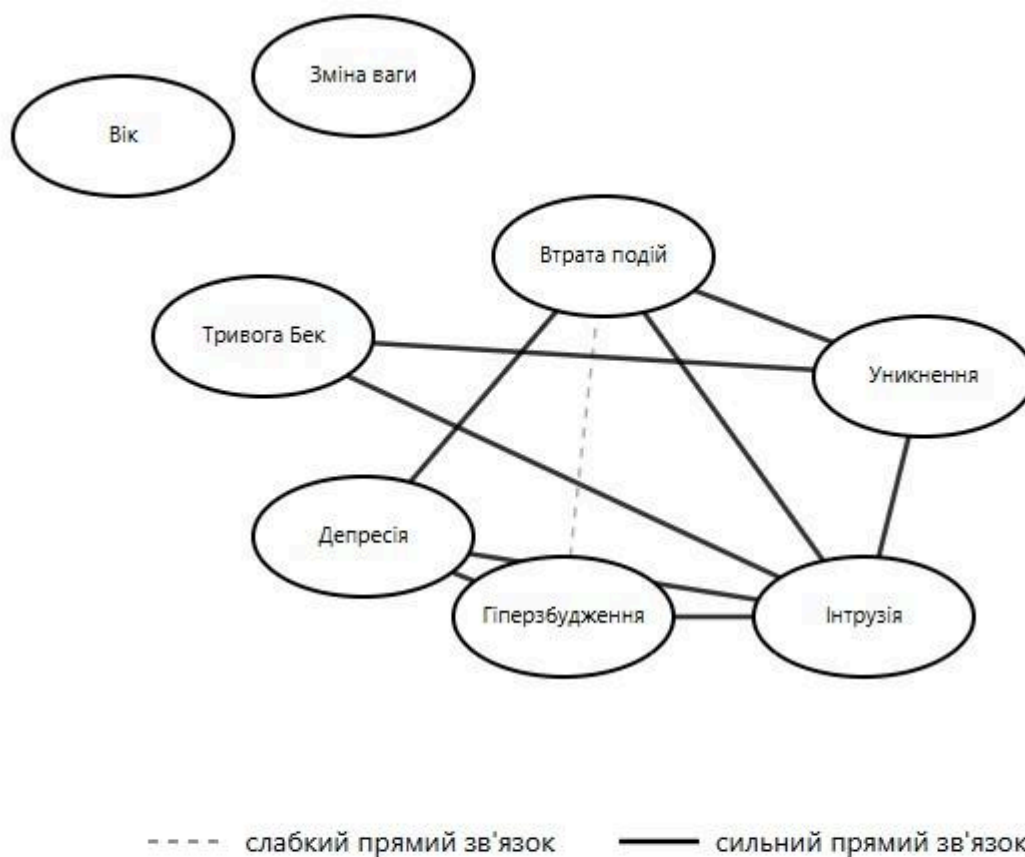 Зміна ваги
Вік
Втрата подій
Тривога Бек
Уникнення
Депресія
Гіперзбудження
Інтрузія
слабкий прямий зв'язок
сильний прямий зв'язок